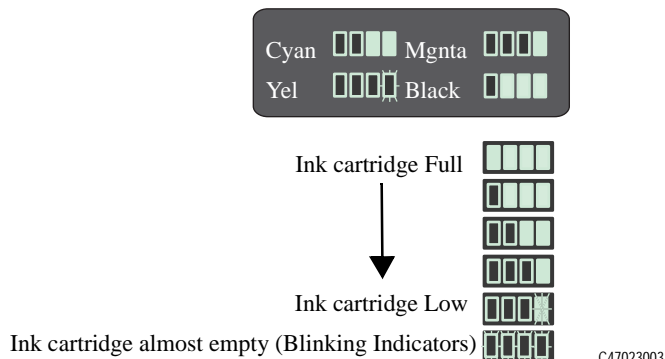 Cyan Mgnta
Yel Black
Ink cartridge Full
Ink cartridge Low
Ink cartridge almost empty (Blinking Indicators)
C47023003